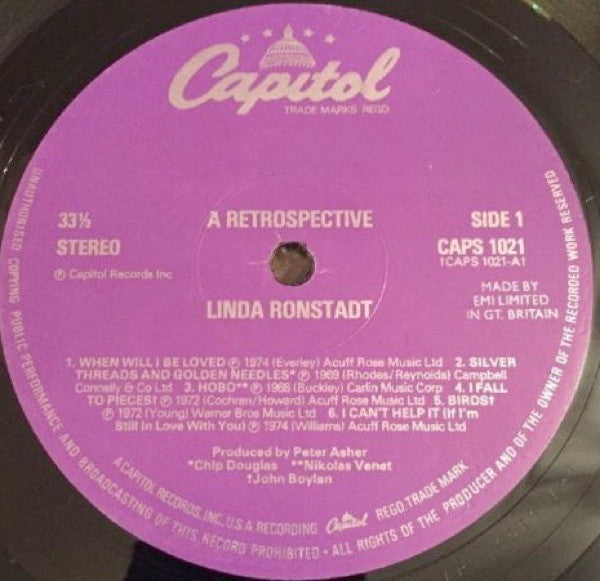 Capitol
TRADE MARKS REGD
33⅓
STEREO
℗ Capitol Records Inc
A RETROSPECTIVE
LINDA RONSTADT
SIDE 1
CAPS 1021
†CAPS 1021-A†
MADE BY
EMI LIMITED
IN GT. BRITAIN
1. WHEN WILL I BE LOVED ℗ 1974 (Everley) Acuff Rose Music Ltd 2. SILVER
THREADS AND GOLDEN NEEDLES* ℗ 1969 (Rhodes/Reynolds) Campbell
Connelly & Co Ltd 3. HOBO** ℗ 1968 (Buckley) Carlin Music Corp 4. I FALL
TO PIECES† ℗ 1972 (Cochran/Howard) Acuff Rose Music Ltd 5. BIRDS†
℗ 1972 (Young) Warner Bros Music Ltd 6. I CAN'T HELP IT (If I'm
Still In Love With You) ℗ 1974 (Williams) Acuff Rose Music Ltd
Produced by Peter Asher
*Chip Douglas **Nikolas Venet
†John Boylan
A CAPITOL RECORDS, INC., U.S.A RECORDING Capitol REGD TRADE MARK
UNAUTHORISED COPYING PUBLIC PERFORMANCE AND BROADCASTING OF THIS RECORD PROHIBITED · ALL RIGHTS OF THE PRODUCER AND OF THE OWNER OF THE RECORDED WORK RESERVED